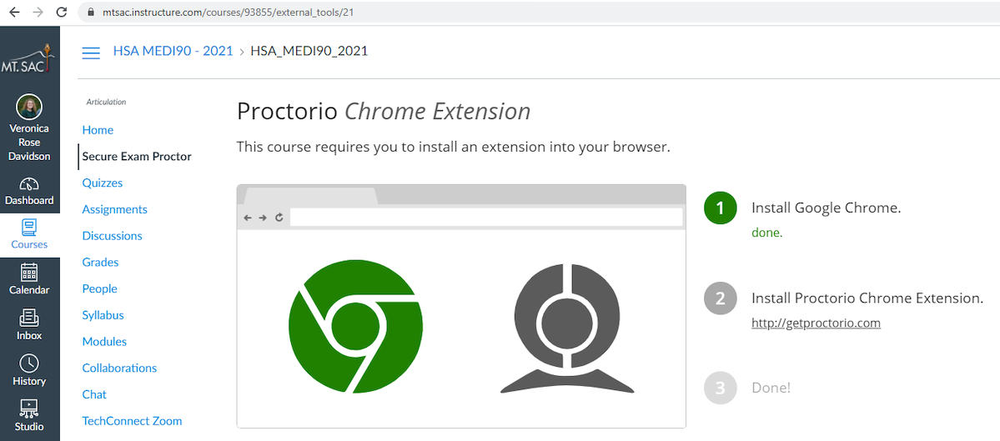 mtsac.instructure.com/courses/93855/external_tools/21
MT. SAC
Veronica
Rose
Davidson
Dashboard
Courses
Calendar
Inbox
History
Studio
HSA MEDI90 - 2021 › HSA_MEDI90_2021
Articulation
Home
Secure Exam Proctor
Quizzes
Assignments
Discussions
Grades
People
Syllabus
Modules
Collaborations
Chat
TechConnect Zoom
Proctorio Chrome Extension
This course requires you to install an extension into your browser.
1 Install Google Chrome.
done.
2 Install Proctorio Chrome Extension.
http://getproctorio.com
3 Done!